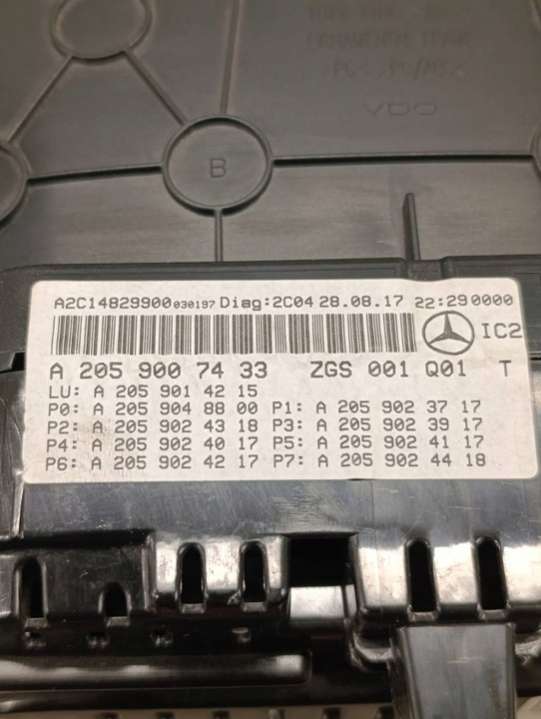 VDO
B
A2C14829900 030197 Diag:2C04 28.08.17 22:29 0000
IC2
A 205 900 74 33 ZGS 001 Q01 T
LU: A 205 901 42 15
P0: A 205 904 88 00 P1: A 205 902 37 17
P2: A 205 902 43 18 P3: A 205 902 39 17
P4: A 205 902 40 17 P5: A 205 902 41 17
P6: A 205 902 42 17 P7: A 205 902 44 18